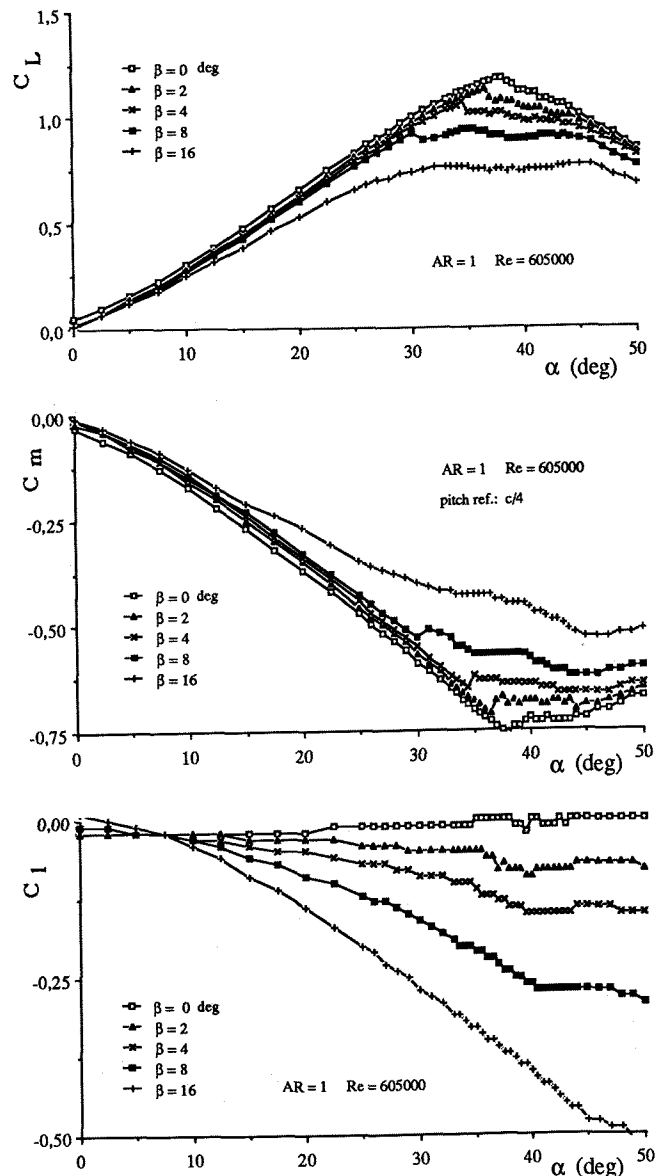 1,5
C L
β = 0 deg
β = 2
1,0
β = 4
β = 8
β = 16
0,5
AR = 1 Re = 605000
0,0
0 10 20 30 40 50
α (deg)
0,00
C m
AR = 1 Re = 605000
pitch ref.: c/4
-0,25
β = 0 deg
-0,50
β = 2
β = 4
β = 8
β = 16
-0,75
0 10 20 30 40 50
α (deg)
0,00
C l
-0,25
β = 0 deg
β = 2
β = 4
β = 8
β = 16
AR = 1 Re = 605000
-0,50
0 10 20 30 40 50
α (deg)